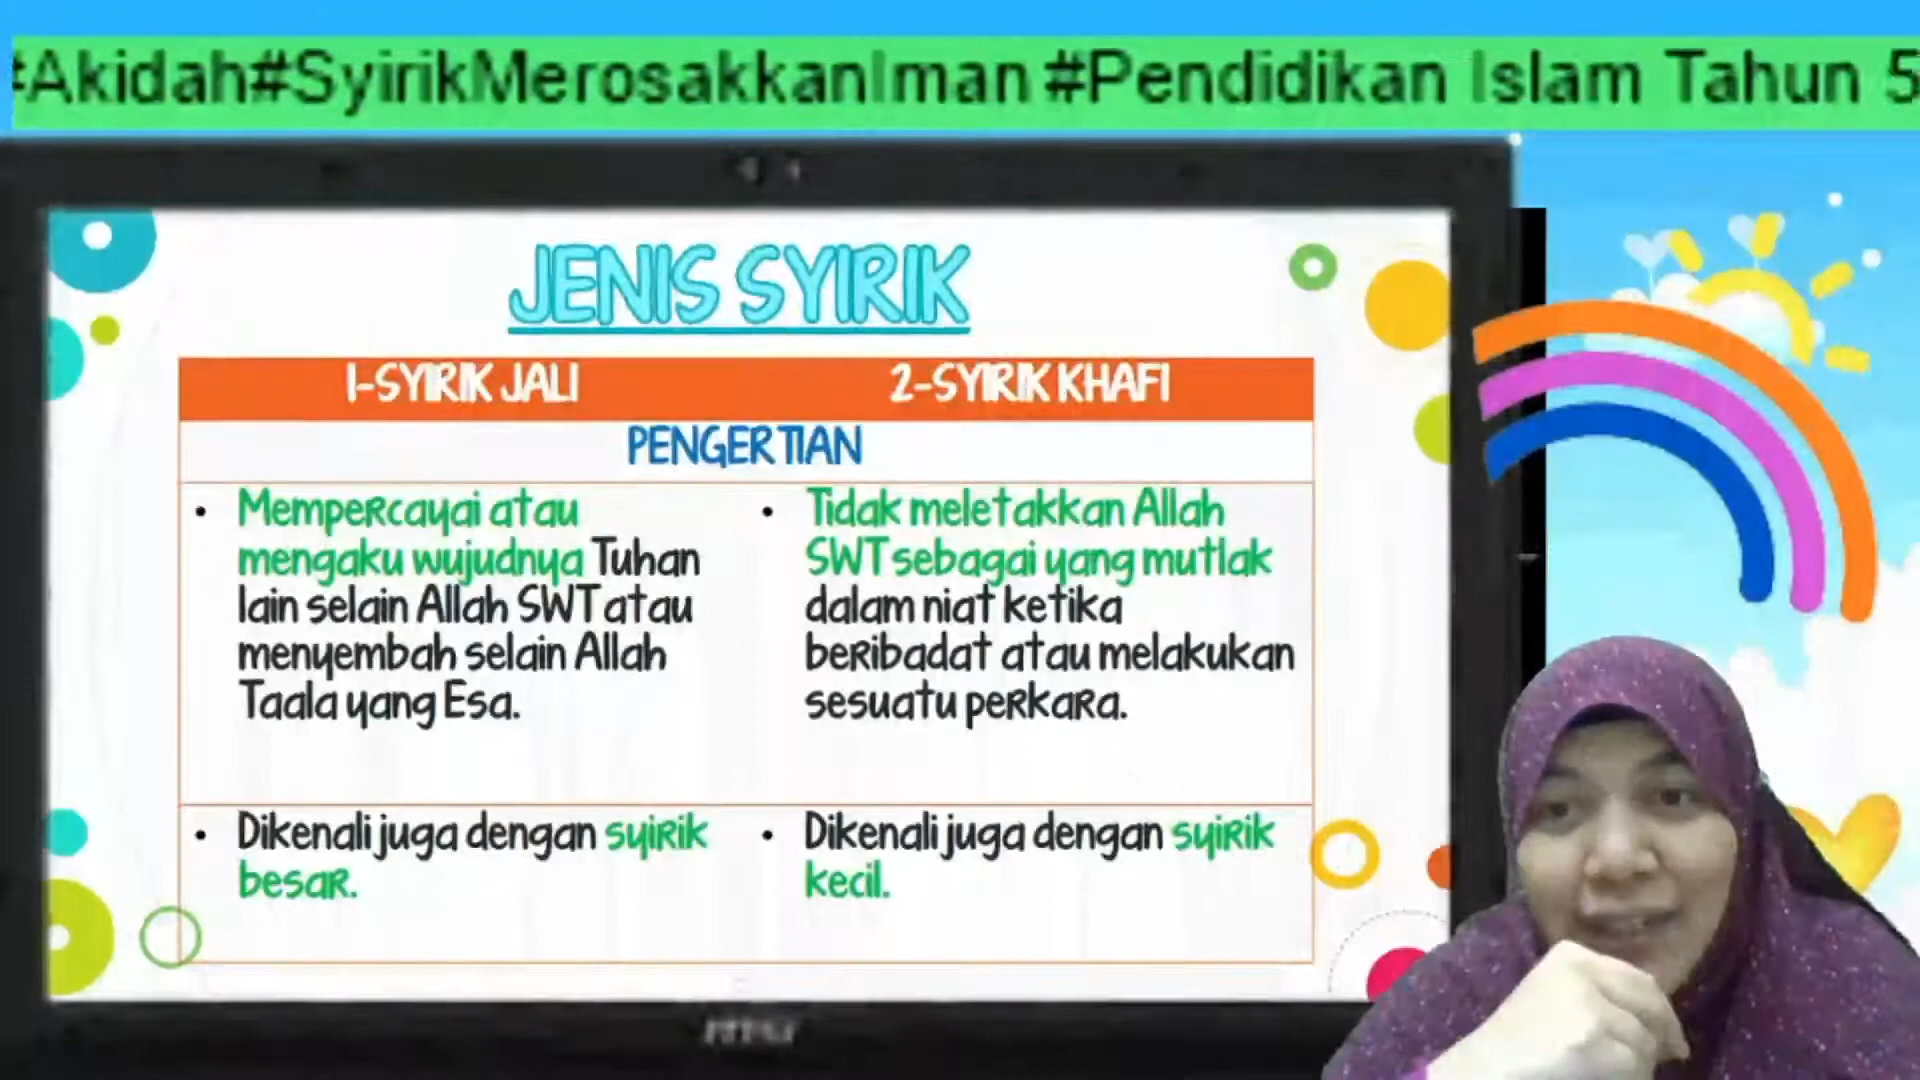 #Akidah#SyirikMerosakkanIman #Pendidikan Islam Tahun 5
JENIS SYIRIK
1-SYIRIK JALI
2-SYIRIK KHAFI
PENGERTIAN
• Mempercayai atau
mengaku wujudnya Tuhan
lain selain Allah SWT atau
menyembah selain Allah
Taala yang Esa.
• Tidak meletakkan Allah
SWT sebagai yang mutlak
dalam niat ketika
beribadat atau melakukan
sesuatu perkara.
• Dikenali juga dengan syirik
besar.
• Dikenali juga dengan syirik
kecil.